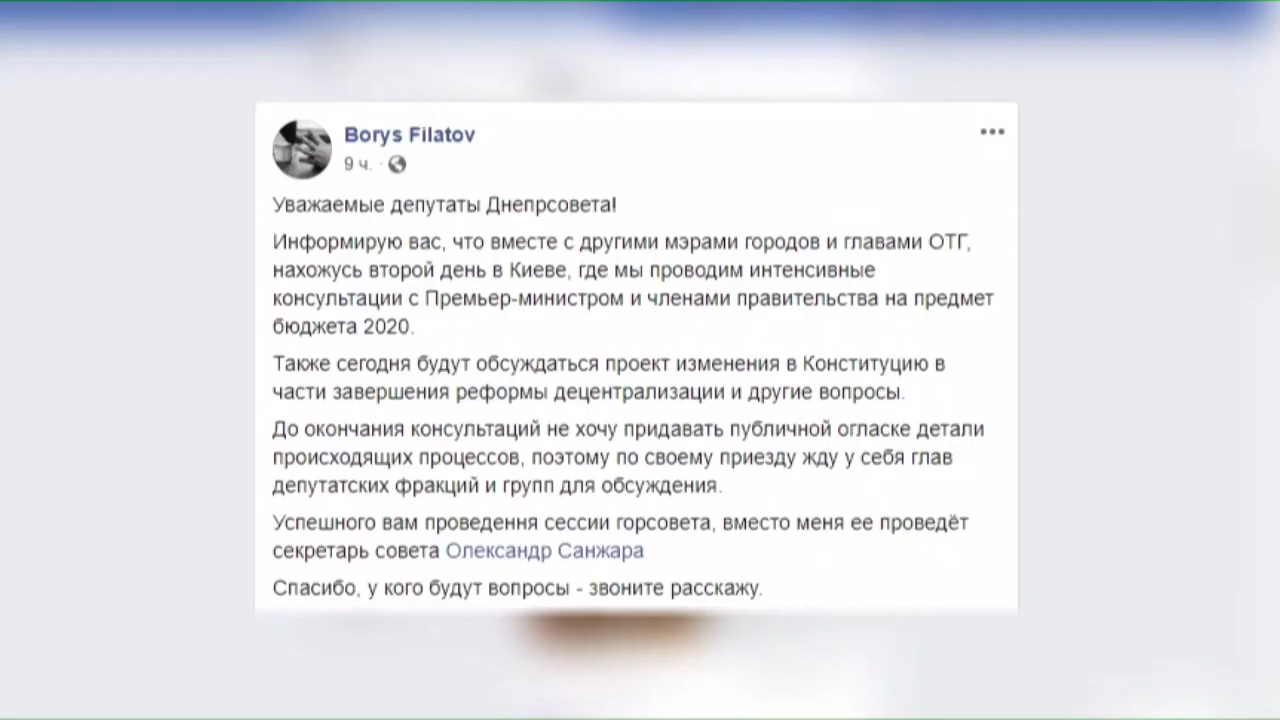 Borys Filatov
9 ч. ·
Уважаемые депутаты Днепрсовета!
Информирую вас, что вместе с другими мэрами городов и главами ОТГ,
нахожусь второй день в Киеве, где мы проводим интенсивные
консультации с Премьер-министром и членами правительства на предмет
бюджета 2020.
Также сегодня будут обсуждаться проект изменения в Конституцию в
части завершения реформы децентрализации и другие вопросы.
До окончания консультаций не хочу придавать публичной огласке детали
происходящих процессов, поэтому по своему приезду жду у себя глав
депутатских фракций и групп для обсуждения.
Успешного вам проведення сессии горсовета, вместо меня ее проведёт
секретарь совета Олександр Санжара
Спасибо, у кого будут вопросы - звоните расскажу.